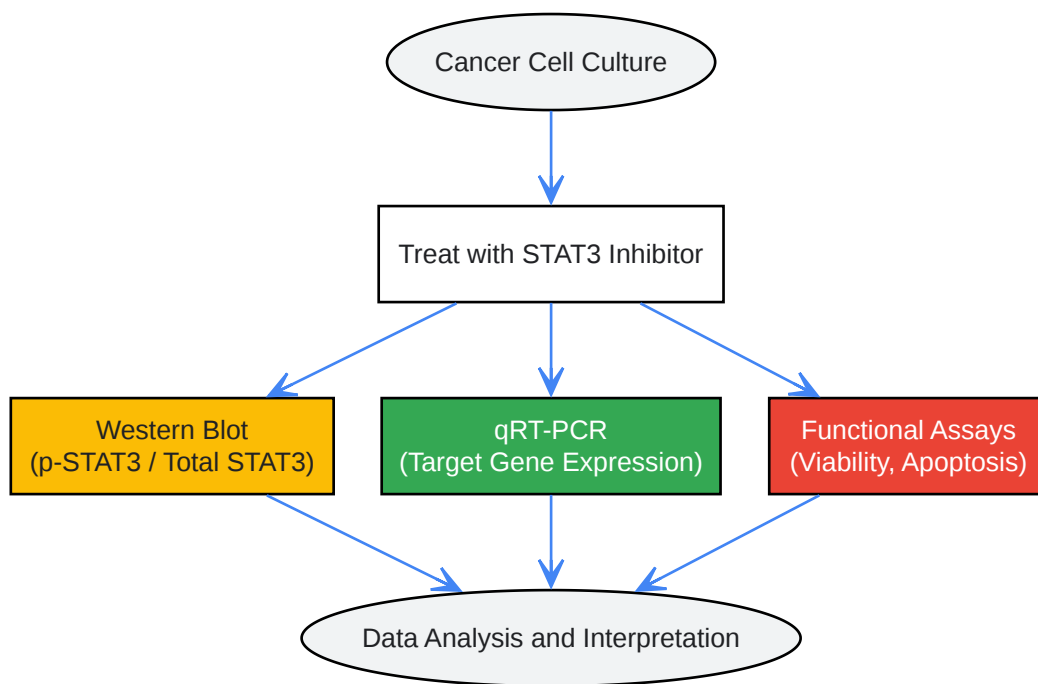 Cancer Cell Culture
Treat with STAT3 Inhibitor
Western Blot
(p-STAT3 / Total STAT3)
qRT-PCR
(Target Gene Expression)
Functional Assays
(Viability, Apoptosis)
Data Analysis and Interpretation